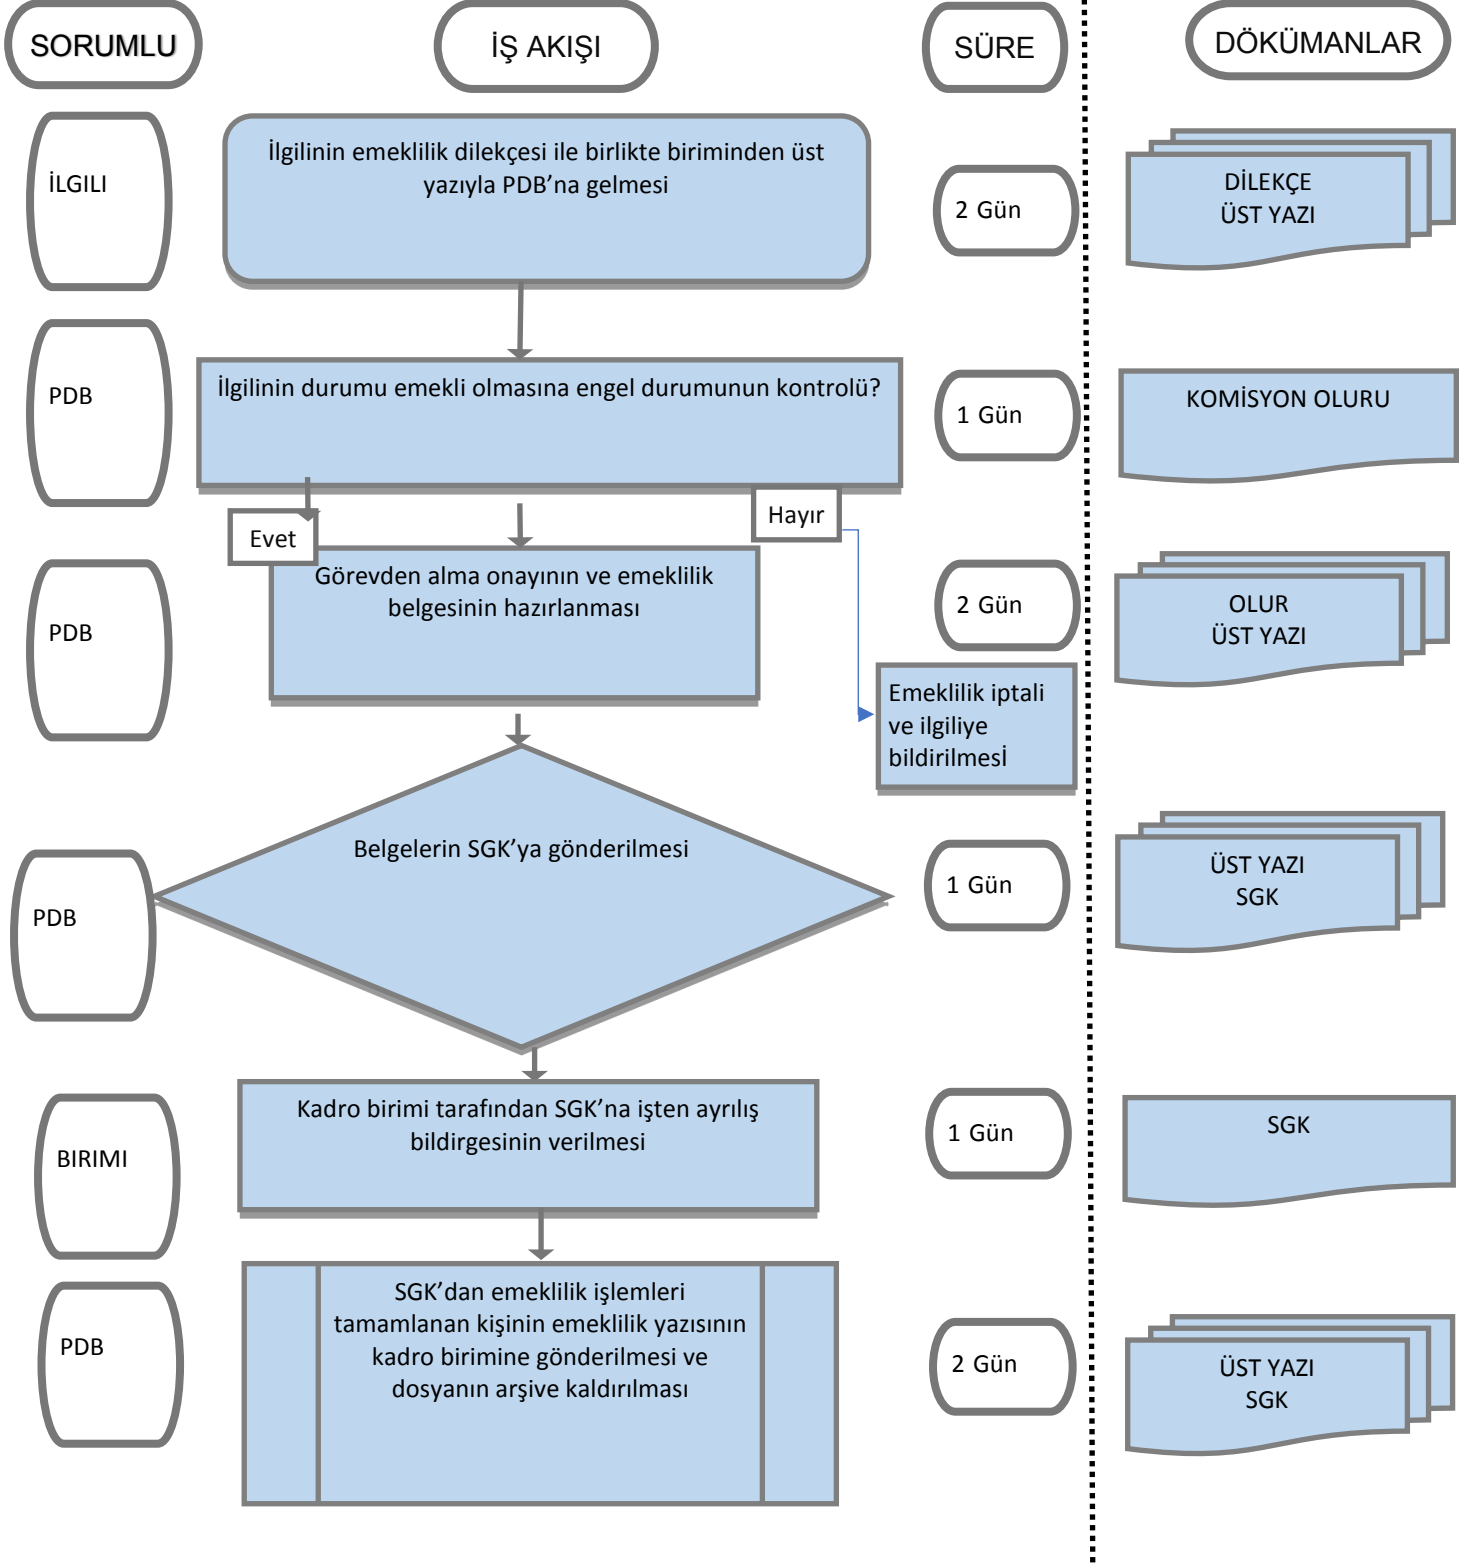 SORUMLU
İŞ AKIŞI
SÜRE
DÖKÜMANLAR
İLGILI
İlgilinin emeklilik dilekçesi ile birlikte biriminden üst
yazıyla PDB’na gelmesi
2 Gün
DİLEKÇE
ÜST YAZI
PDB
İlgilinin durumu emekli olmasına engel durumunun kontrolü?
1 Gün
KOMİSYON OLURU
Evet
Hayır
PDB
Görevden alma onayının ve emeklilik
belgesinin hazırlanması
2 Gün
OLUR
ÜST YAZI
Emeklilik iptali
ve ilgiliye
bildirilmesİ
PDB
Belgelerin SGK’ya gönderilmesi
1 Gün
ÜST YAZI
SGK
BIRIMI
Kadro birimi tarafından SGK’na işten ayrılış
bildirgesinin verilmesi
1 Gün
SGK
PDB
SGK’dan emeklilik işlemleri
tamamlanan kişinin emeklilik yazısının
kadro birimine gönderilmesi ve
dosyanın arşive kaldırılması
2 Gün
ÜST YAZI
SGK